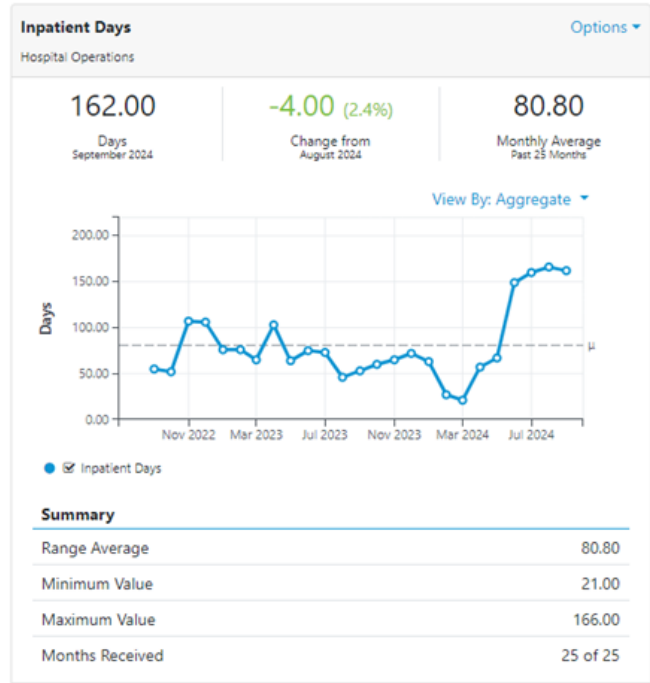 Inpatient Days
Options
Hospital Operations
162.00
Days
September 2024
-4.00 (2.4%)
Change from
August 2024
80.80
Monthly Average
Past 25 Months
View By: Aggregate
Days
200.00
150.00
100.00
50.00
0.00
μ
Nov 2022 Mar 2023 Jul 2023 Nov 2023 Mar 2024 Jul 2024
Inpatient Days
Summary
Range Average 80.80
Minimum Value 21.00
Maximum Value 166.00
Months Received 25 of 25